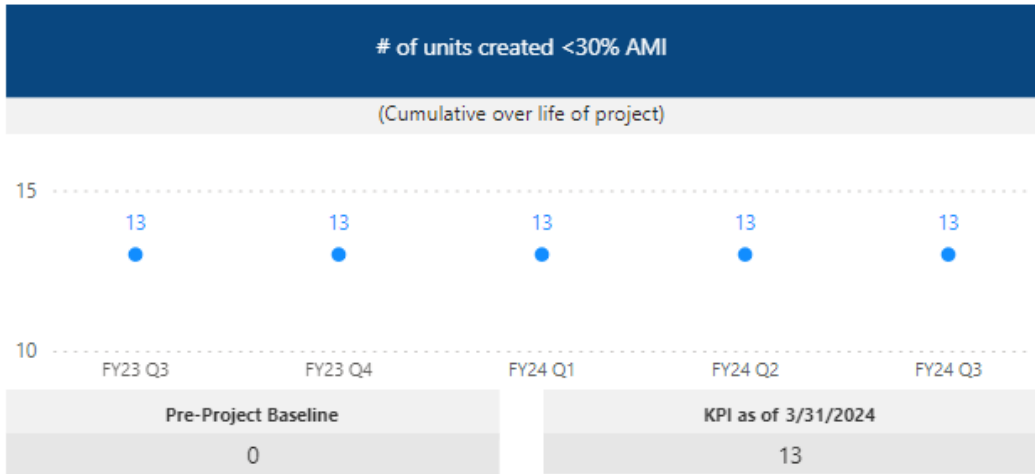 # of units created <30% AMI
(Cumulative over life of project)
15
13 13 13 13 13
10
FY23 Q3 FY23 Q4 FY24 Q1 FY24 Q2 FY24 Q3
Pre-Project Baseline KPI as of 3/31/2024
0 13